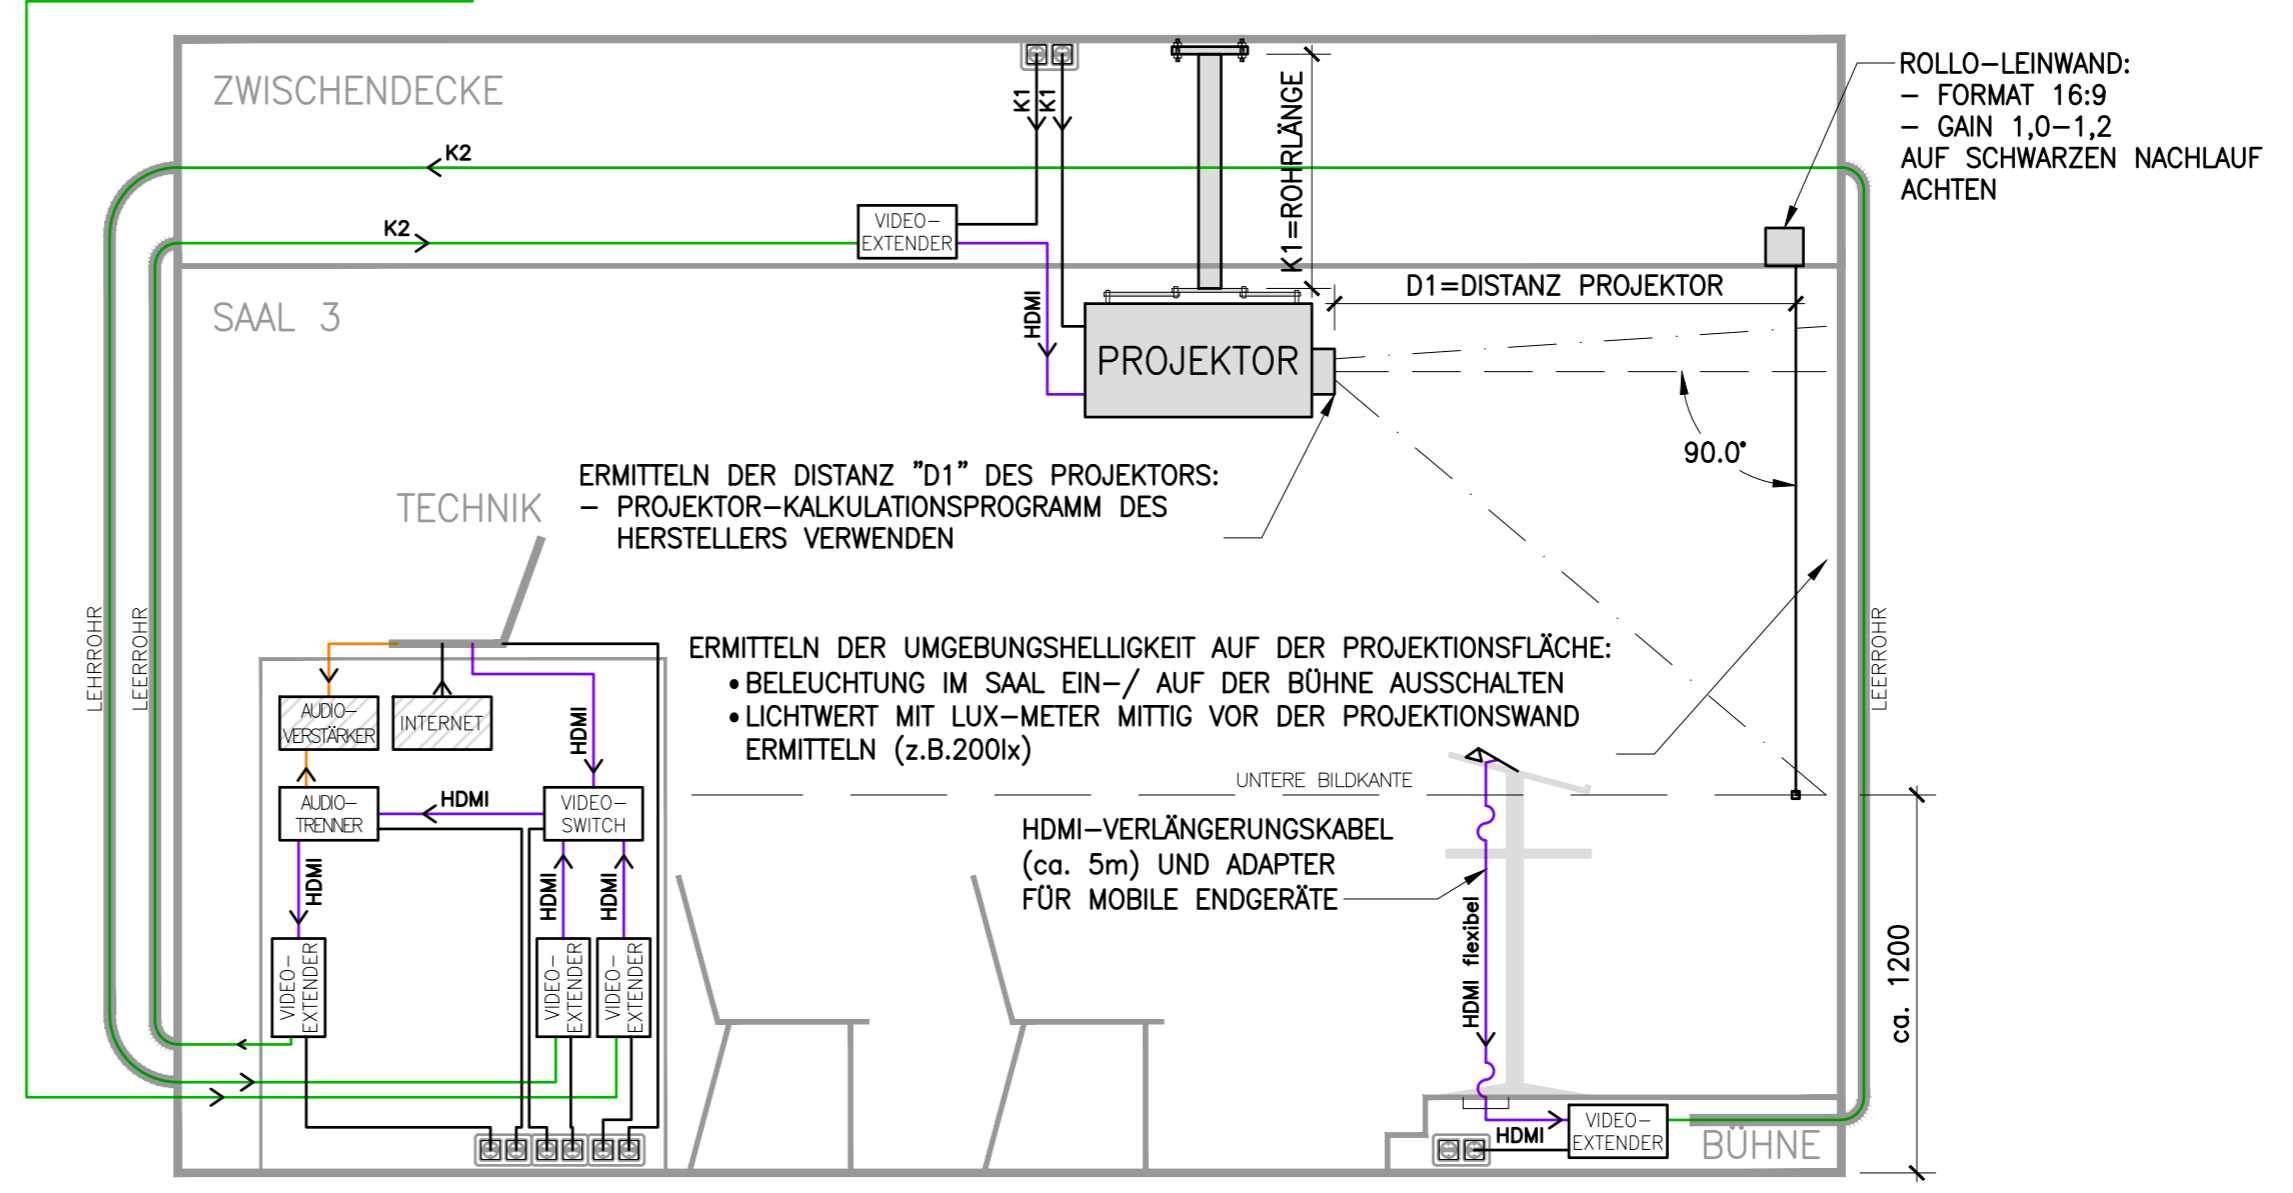 ZWISCHENDECKE
K1
K1
K1=ROHRLÄNGE
ROLLO-LEINWAND:
- FORMAT 16:9
- GAIN 1,0-1,2
AUF SCHWARZEN NACHLAUF
ACHTEN
K2
K2
VIDEO-
EXTENDER
HDMI
SAAL 3
D1=DISTANZ PROJEKTOR
PROJEKTOR
90.0°
ERMITTELN DER DISTANZ "D1" DES PROJEKTORS:
- PROJEKTOR-KALKULATIONSPROGRAMM DES
HERSTELLERS VERWENDEN
TECHNIK
LEHRROHR
LEERROHR
LEERROHR
ERMITTELN DER UMGEBUNGSHELLIGKEIT AUF DER PROJEKTIONSFLÄCHE:
• BELEUCHTUNG IM SAAL EIN-/ AUF DER BÜHNE AUSSCHALTEN
• LICHTWERT MIT LUX-METER MITTIG VOR DER PROJEKTIONSWAND
ERMITTELN (z.B.200lx)
AUDIO-
VERSTÄRKER
INTERNET
HDMI
UNTERE BILDKANTE
AUDIO-
TRENNER
HDMI
VIDEO-
SWITCH
HDMI-VERLÄNGERUNGSKABEL
(ca. 5m) UND ADAPTER
FÜR MOBILE ENDGERÄTE
HDMI
HDMI
HDMI
HDMI flexibel
ca. 1200
VIDEO-
EXTENDER
VIDEO-
EXTENDER
VIDEO-
EXTENDER
HDMI
VIDEO-
EXTENDER
BÜHNE